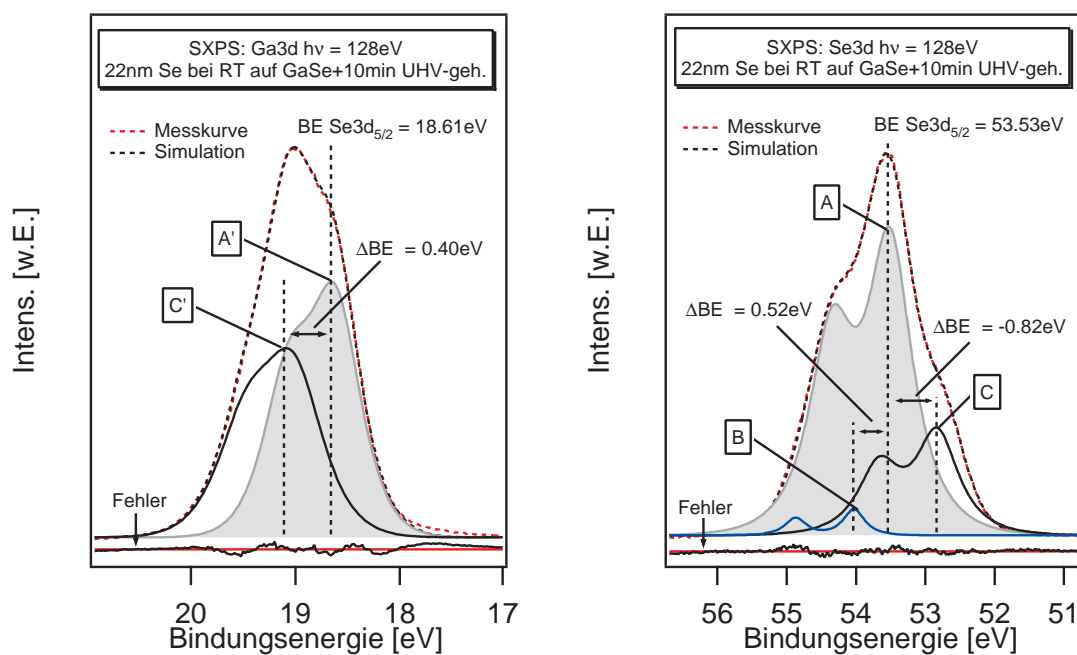 SXPS: Ga3d hν = 128eV
22nm Se bei RT auf GaSe+10min UHV-geh.
Messkurve
Simulation
BE Se3d5/2 = 18.61eV
A'
ΔBE = 0.40eV
C'
Fehler
Intens. [w.E.]
20 19 18 17
Bindungsenergie [eV]
SXPS: Se3d hν = 128eV
22nm Se bei RT auf GaSe+10min UHV-geh.
Messkurve
Simulation
BE Se3d5/2 = 53.53eV
A
ΔBE = 0.52eV
ΔBE = -0.82eV
C
B
Fehler
Intens. [w.E.]
56 55 54 53 52 51
Bindungsenergie [eV]